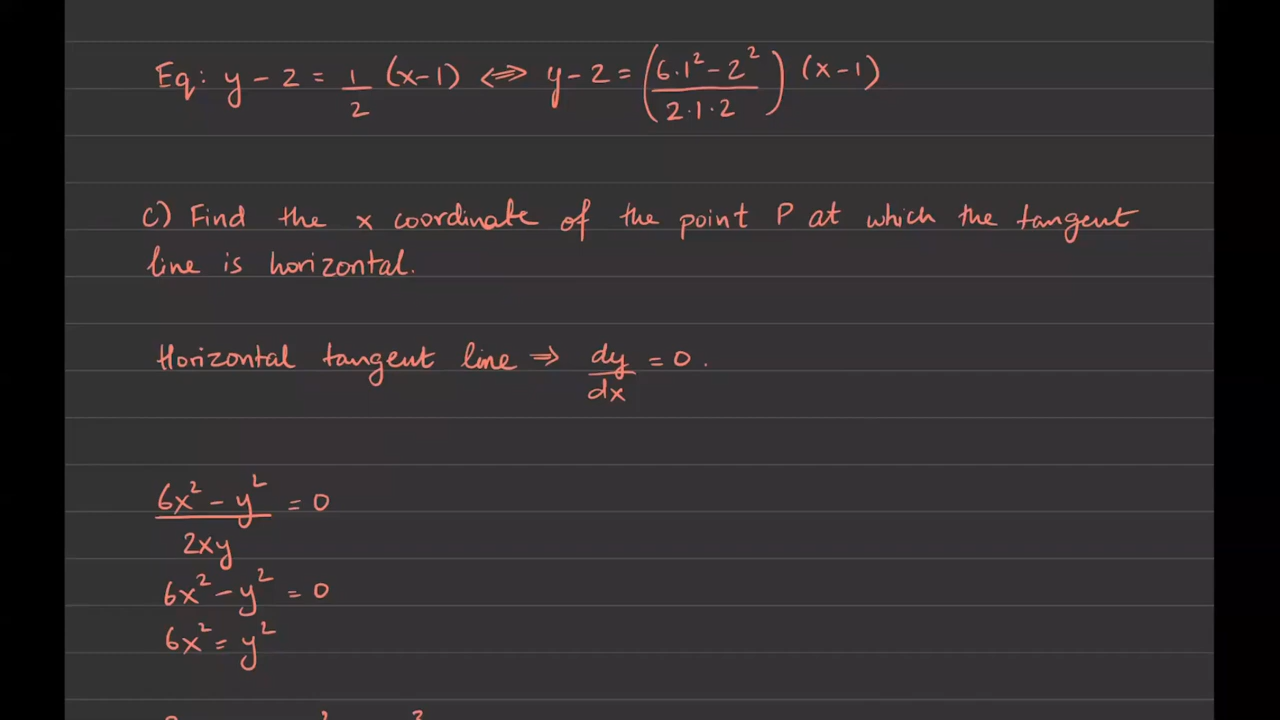 Eq: y - 2 = 1/2 (x-1) ⟺ y - 2 = ((6·1² - 2²)/(2·1·2)) (x-1)
c) Find the x coordinate of the point P at which the tangent
line is horizontal.
Horizontal tangent line ⇒ dy/dx = 0.
(6x² - y²)/(2xy) = 0
6x² - y² = 0
6x² = y²